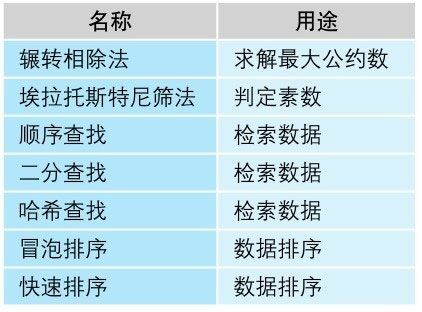 名称 用途
辗转相除法 求解最大公约数
埃拉托斯特尼筛法 判定素数
顺序查找 检索数据
二分查找 检索数据
哈希查找 检索数据
冒泡排序 数据排序
快速排序 数据排序